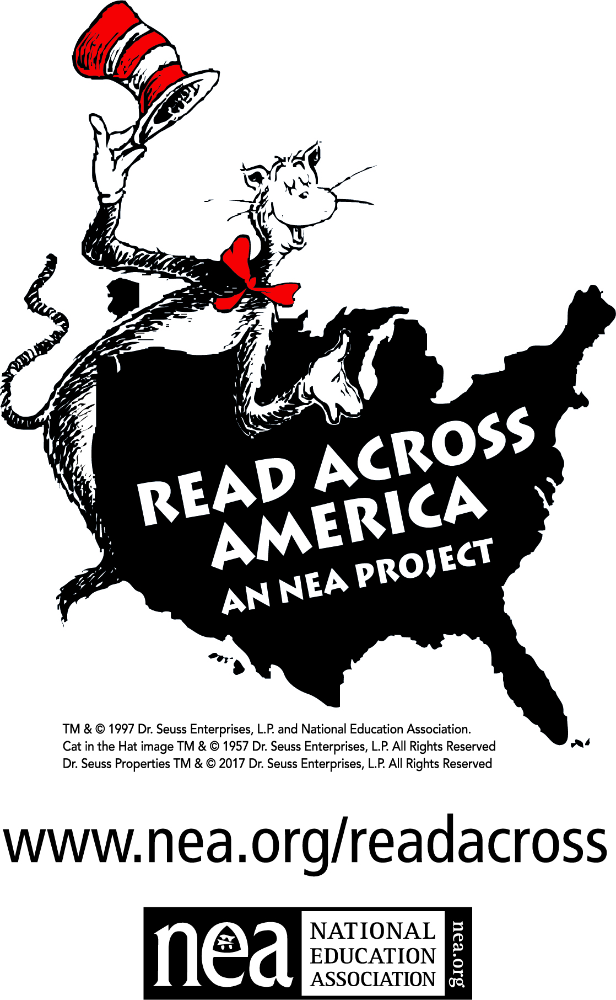 READ ACROSS
AMERICA
AN NEA PROJECT
TM & © 1997 Dr. Seuss Enterprises, L.P. and National Education Association.
Cat in the Hat image TM & © 1957 Dr. Seuss Enterprises, L.P. All Rights Reserved
Dr. Seuss Properties TM & © 2017 Dr. Seuss Enterprises, L.P. All Rights Reserved
www.nea.org/readacross
nea
NATIONAL
EDUCATION
ASSOCIATION
nea.org